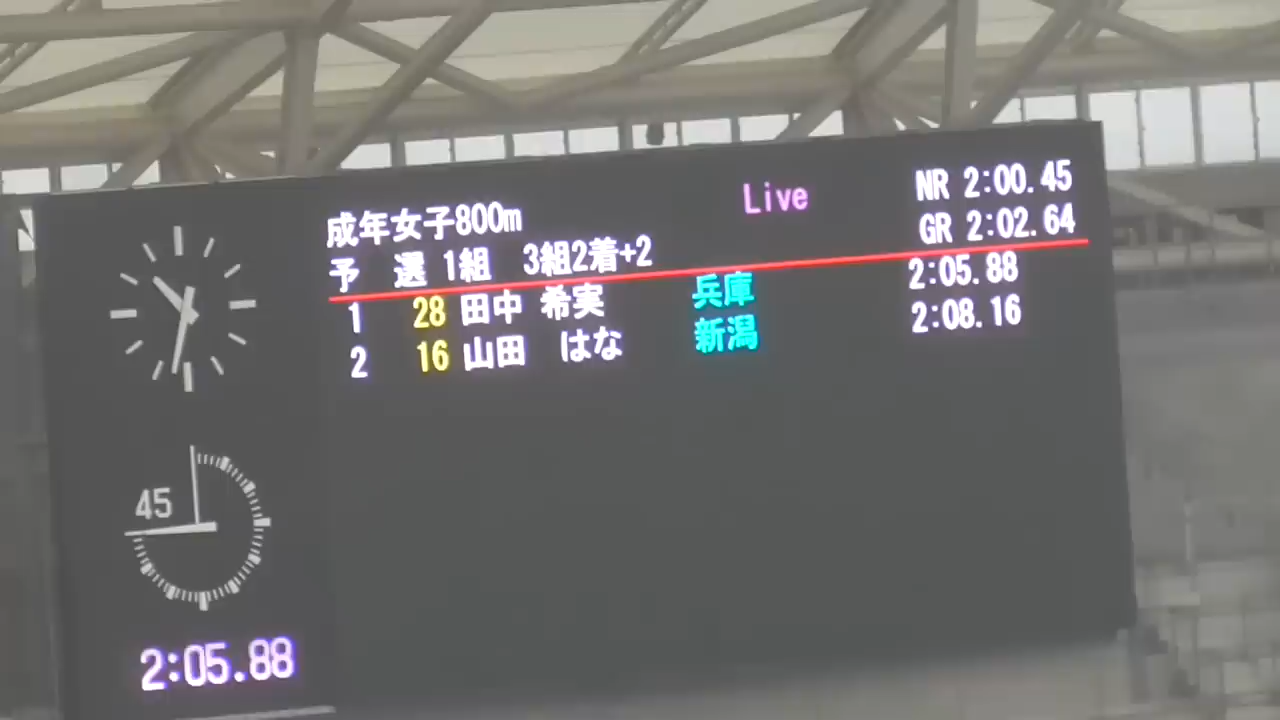 成年女子800m Live NR 2:00.45
予 選 1組 3組2着+2 GR 2:02.64
1 28 田中 希実 兵庫 2:05.88
2 16 山田 はな 新潟 2:08.16
45
2:05.88